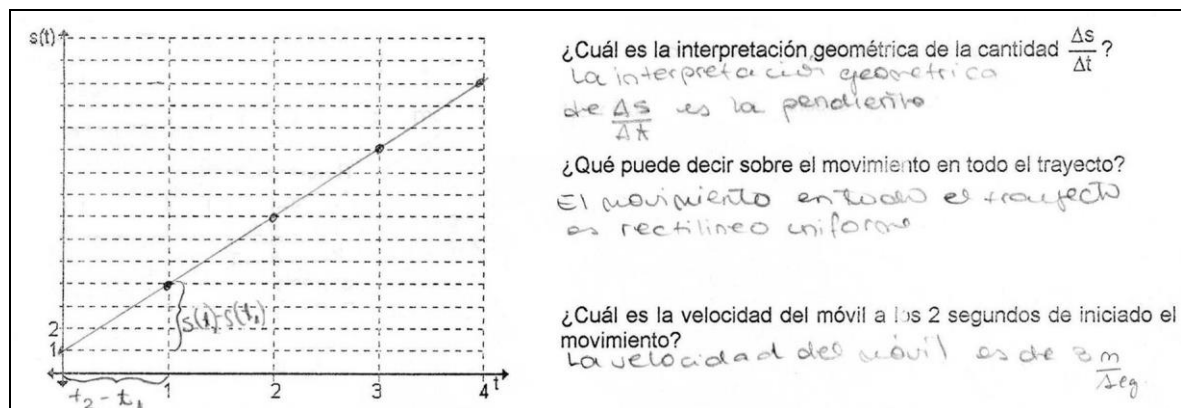 s(t)
2
1
1
2
3
4
t
s(t₂)-s(t₁)
t₂-t₁
¿Cuál es la interpretación geométrica de la cantidad Δs/Δt?
La interpretación geometrica
de Δs/Δt es la pendiente
¿Qué puede decir sobre el movimiento en todo el trayecto?
El movimiento en todo el trayecto
es rectilineo uniforme
¿Cuál es la velocidad del móvil a los 2 segundos de iniciado el
movimiento?
La velocidad del móvil es de 3 m/seg